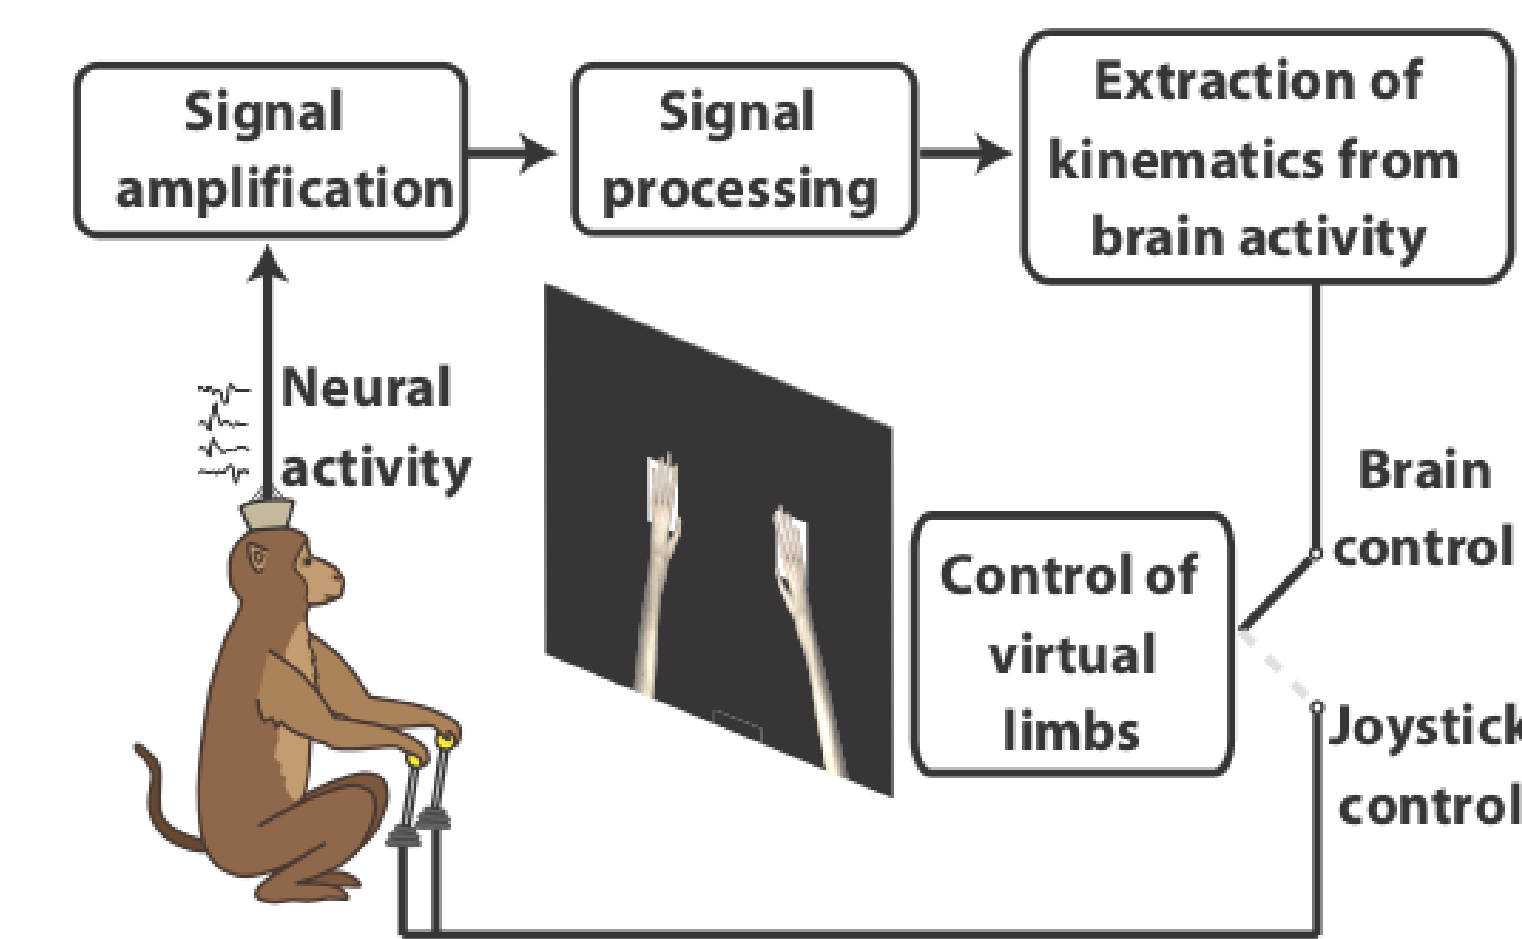 Signal
amplification
Signal
processing
Extraction of
kinematics from
brain activity
Neural
activity
Brain
control
Control of
virtual
limbs
Joystick
control